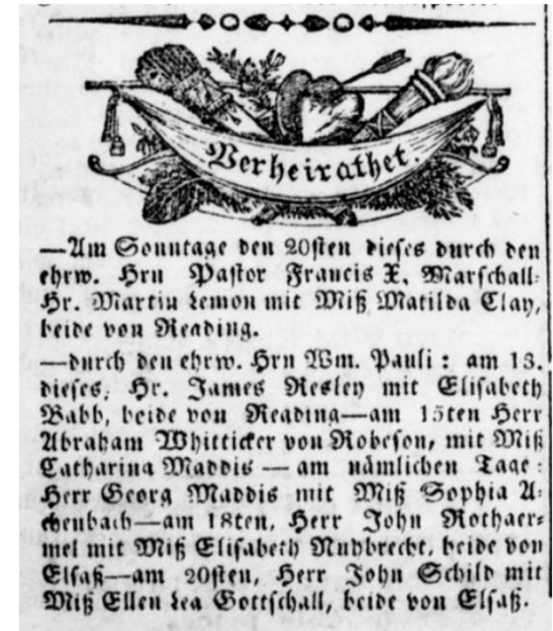 Verheirathet.
—Am Sonntage den 20sten dieses durch den
ehrw. Hrn Pastor Francis X. Marschall:
Hr. Martin Lemon mit Miß Matilda Clay,
beide von Reading.
—durch den ehrw. Hrn Wm. Pauli: am 13.
dieses, Hr. James Resley mit Elisabeth
Babb, beide von Reading—am 15ten Herr
Abraham Whitticker von Robeson, mit Miß
Catharina Maddis — am nämlichen Tage:
Herr Georg Maddis mit Miß Sophia A-
chenbach—am 18ten, Herr John Rothaer-
mel mit Miß Elisabeth Nuhbrecht, beide von
Elsaß—am 20sten, Herr John Schild mit
Miß Ellen Lea Gottschall, beide von Elsaß.